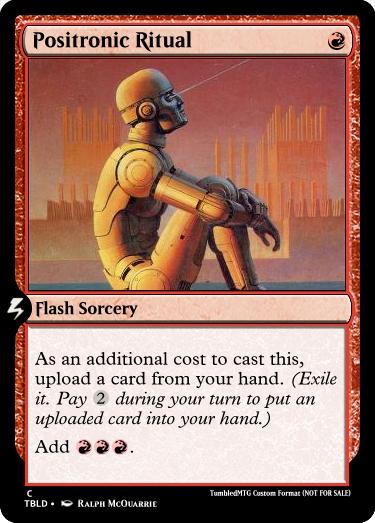 Positronic Ritual
Flash Sorcery
As an additional cost to cast this,
upload a card from your hand. (Exile
it. Pay 2 during your turn to put an
uploaded card into your hand.)
Add
C
TBLD • Ralph McQuarrie
TumbledMTG Custom Format (NOT FOR SALE)